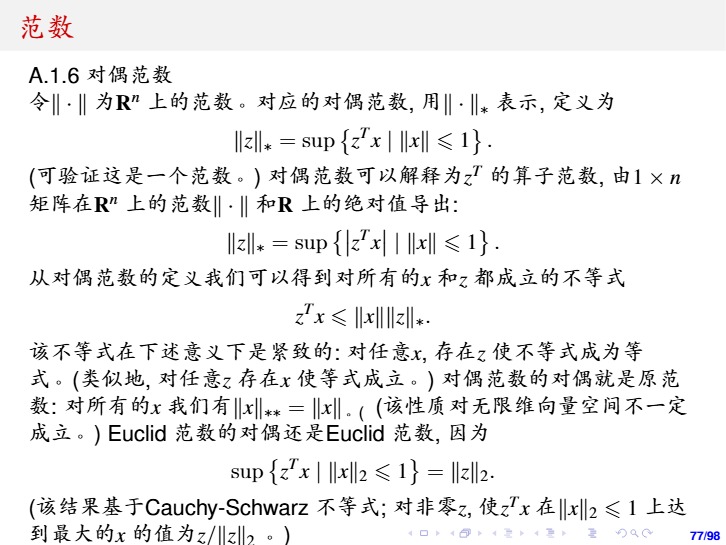 范数
A.1.6 对偶范数
令‖ · ‖ 为Rⁿ 上的范数。对应的对偶范数, 用‖ · ‖∗ 表示, 定义为
‖z‖∗ = sup {zᵀx | ‖x‖ ⩽ 1} .
(可验证这是一个范数。) 对偶范数可以解释为zᵀ 的算子范数, 由1 × n
矩阵在Rⁿ 上的范数‖ · ‖ 和R 上的绝对值导出:
‖z‖∗ = sup {|zᵀx| | ‖x‖ ⩽ 1} .
从对偶范数的定义我们可以得到对所有的x 和z 都成立的不等式
zᵀx ⩽ ‖x‖‖z‖∗.
该不等式在下述意义下是紧致的: 对任意x, 存在z 使不等式成为等
式。(类似地, 对任意z 存在x 使等式成立。) 对偶范数的对偶就是原范
数: 对所有的x 我们有‖x‖∗∗ = ‖x‖。( (该性质对无限维向量空间不一定
成立。) Euclid 范数的对偶还是Euclid 范数, 因为
sup {zᵀx | ‖x‖₂ ⩽ 1} = ‖z‖₂.
(该结果基于Cauchy-Schwarz 不等式; 对非零z, 使zᵀx 在‖x‖₂ ⩽ 1 上达
到最大的x 的值为z/‖z‖₂ 。)
77/98